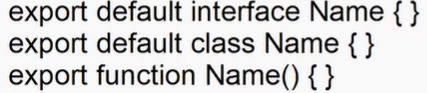 export default interface Name { }
export default class Name { }
export function Name() { }